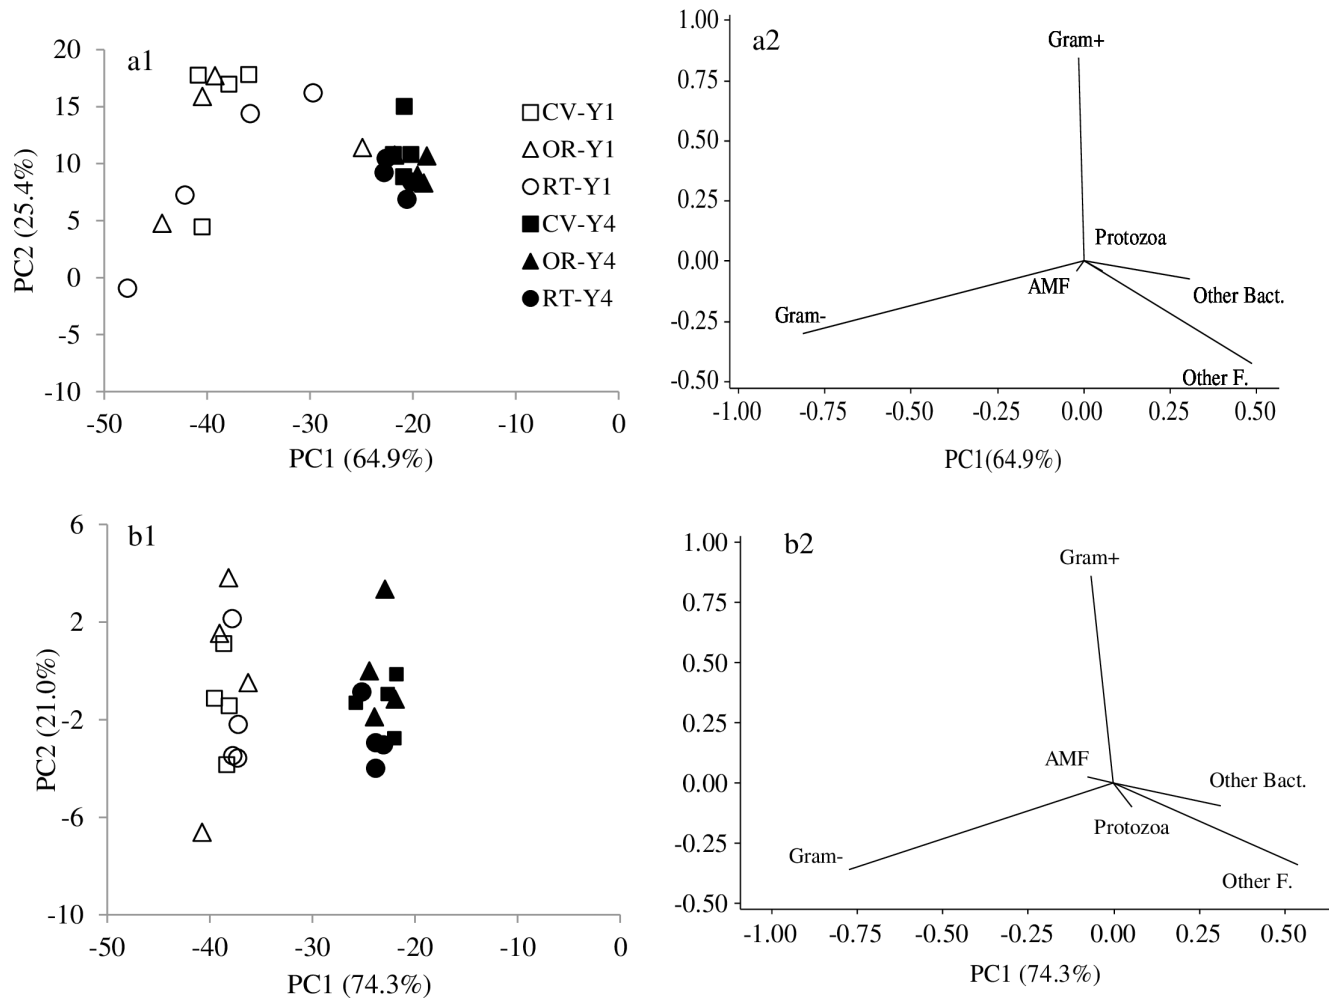 a1
20
15
10
5
0
-5
-10
-50
-40
-30
-20
-10
0
PC1 (64.9%)
PC2 (25.4%)
CV-Y1
OR-Y1
RT-Y1
CV-Y4
OR-Y4
RT-Y4
a2
1.00
0.75
0.50
0.25
0.00
-0.25
-0.50
Gram+
Protozoa
AMF
Other Bact.
Gram-
Other F.
-1.00
-0.75
-0.50
-0.25
0.00
0.25
0.50
PC1(64.9%)
b1
6
2
-2
-6
-10
-50
-40
-30
-20
-10
0
PC1 (74.3%)
PC2 (21.0%)
b2
1.00
0.75
0.50
0.25
0.00
-0.25
-0.50
Gram+
AMF
Other Bact.
Protozoa
Gram-
Other F.
-1.00
-0.75
-0.50
-0.25
0.00
0.25
0.50
PC1 (74.3%)